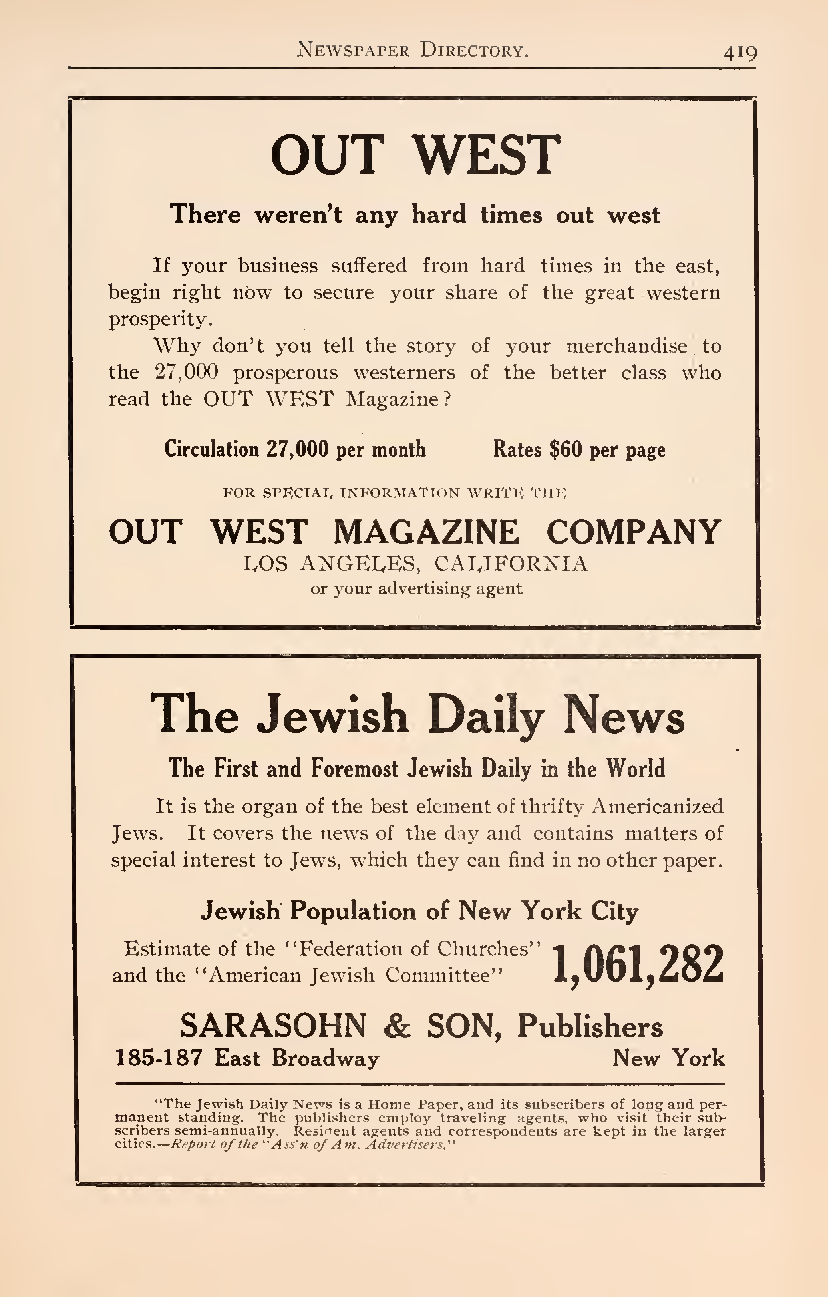 NEWSPAPER DIRECTORY. 419
OUT WEST
There weren't any hard times out west
If your business suffered from hard times in the east,
begin right now to secure your share of the great western
prosperity.
Why don't you tell the story of your merchandise to
the 27,000 prosperous westerners of the better class who
read the OUT WEST Magazine?
Circulation 27,000 per month Rates $60 per page
FOR SPECIAL INFORMATION WRITE THE
OUT WEST MAGAZINE COMPANY
LOS ANGELES, CALIFORNIA
or your advertising agent
The Jewish Daily News
The First and Foremost Jewish Daily in the World
It is the organ of the best element of thrifty Americanized
Jews. It covers the news of the day and contains matters of
special interest to Jews, which they can find in no other paper.
Jewish Population of New York City
Estimate of the "Federation of Churches"
and the "American Jewish Committee" 1,061,282
SARASOHN & SON, Publishers
185-187 East Broadway New York
"The Jewish Daily News is a Home Paper, and its subscribers of long and per-
manent standing. The publishers employ traveling agents, who visit their sub-
scribers semi-annually. Resident agents and correspondents are kept in the larger
cities.—Report of the "Ass'n of Am. Advertisers."